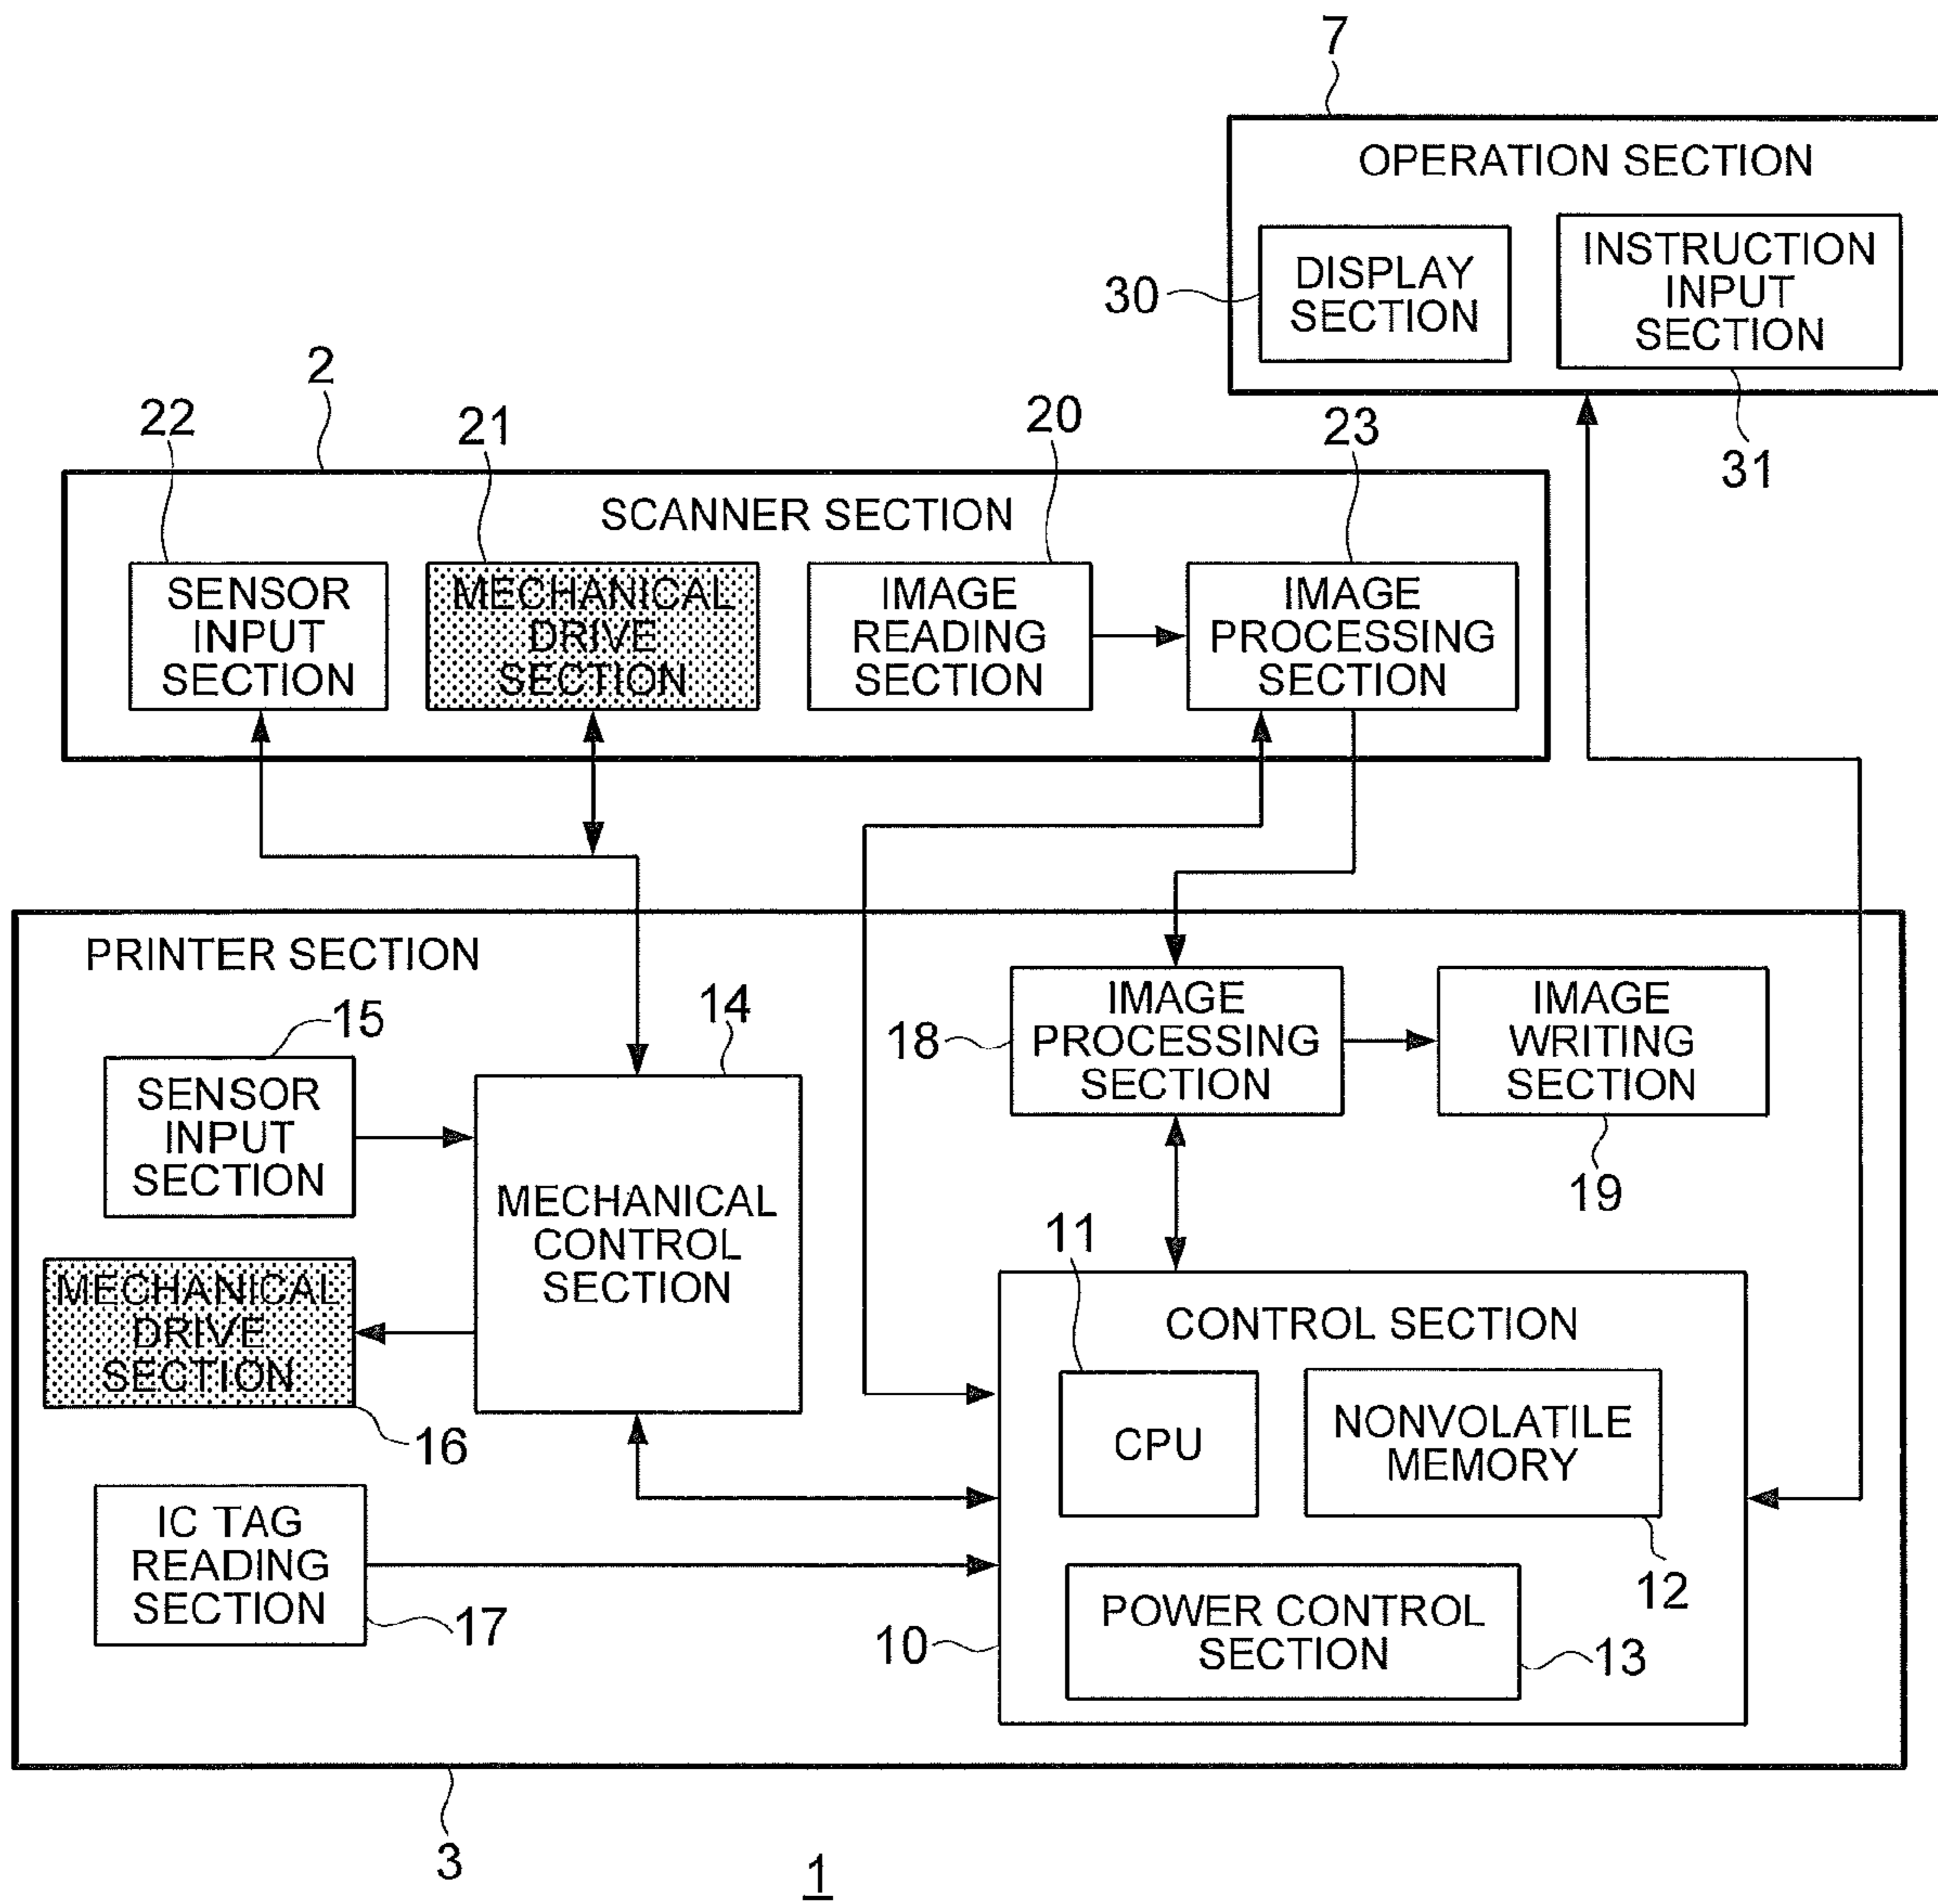 7
OPERATION SECTION
DISPLAY
SECTION
30
INSTRUCTION
INPUT
SECTION
31
2
22
21
20
23
SCANNER SECTION
SENSOR
INPUT
SECTION
MECHANICAL
DRIVE
SECTION
IMAGE
READING
SECTION
IMAGE
PROCESSING
SECTION
PRINTER SECTION
15
SENSOR
INPUT
SECTION
14
MECHANICAL
CONTROL
SECTION
18
IMAGE
PROCESSING
SECTION
IMAGE
WRITING
SECTION
19
MECHANICAL
DRIVE
SECTION
16
IC TAG
READING
SECTION
17
11
CONTROL SECTION
CPU
NONVOLATILE
MEMORY
12
10
POWER CONTROL
SECTION
13
3
1